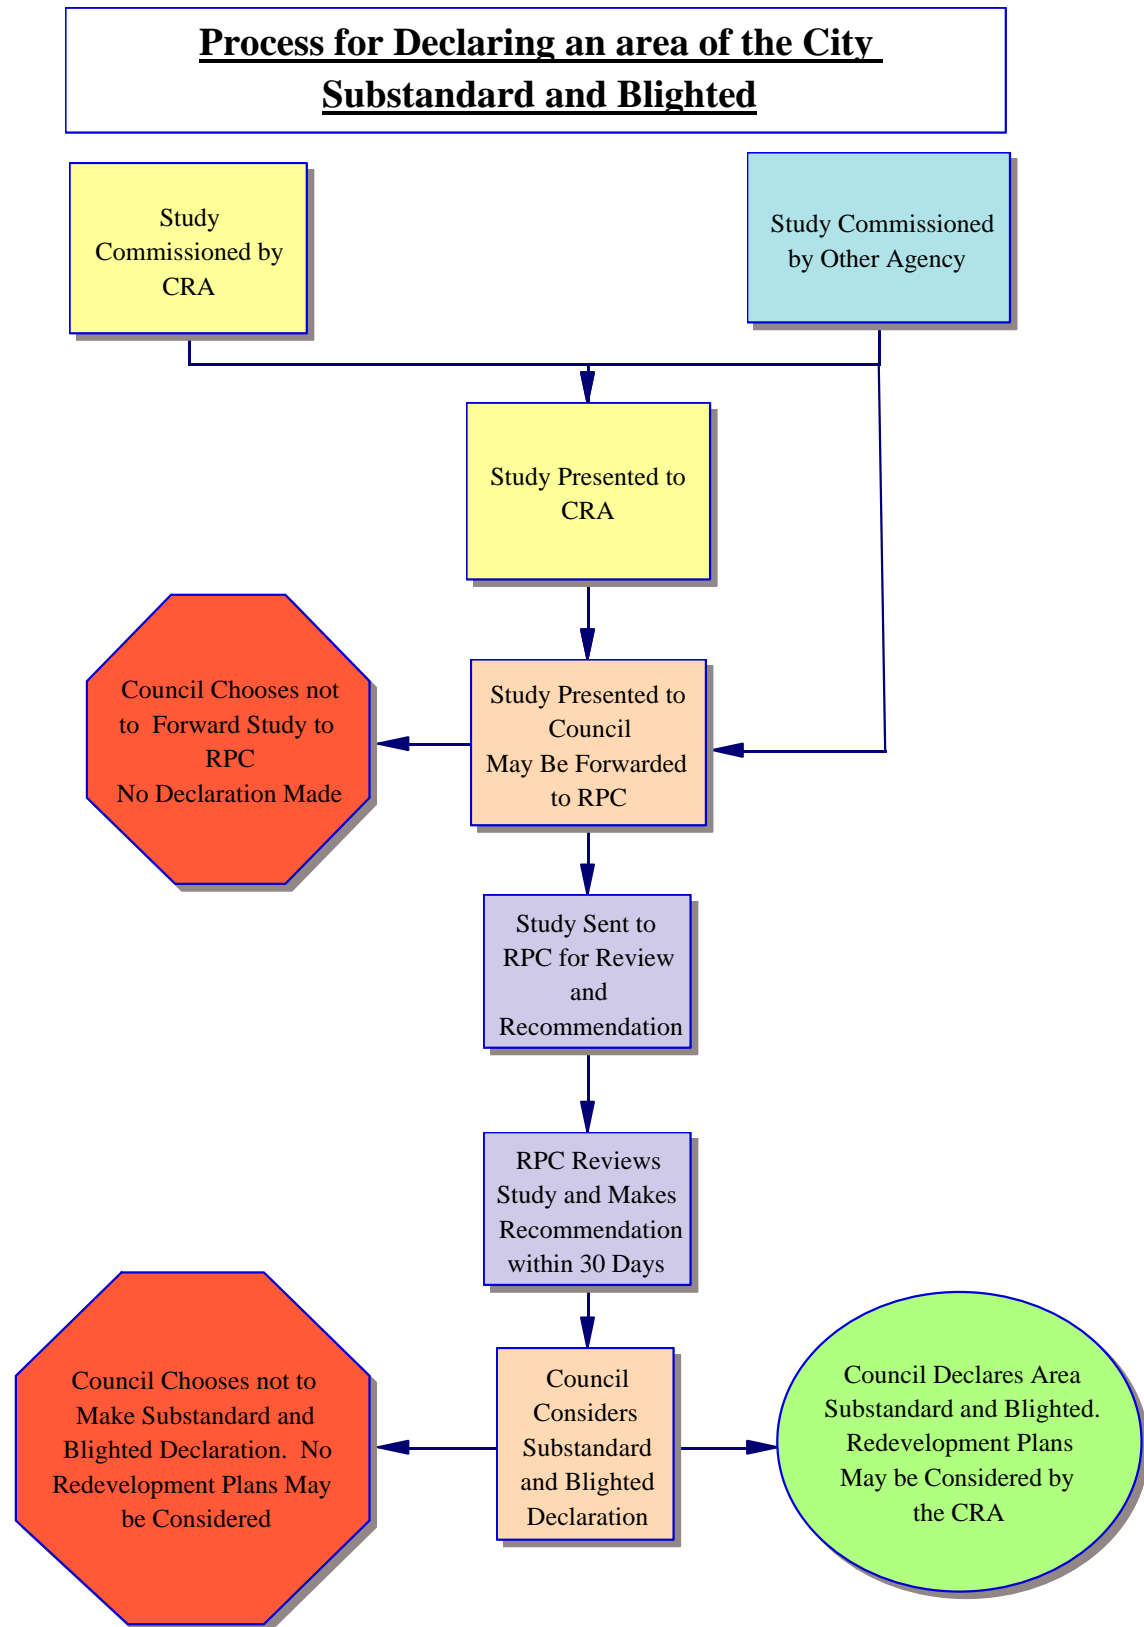 Process for Declaring an area of the City
Substandard and Blighted
Study
Commissioned by
CRA
Study Commissioned
by Other Agency
Study Presented to
CRA
Council Chooses not
to Forward Study to
RPC
No Declaration Made
Study Presented to
Council
May Be Forwarded
to RPC
Study Sent to
RPC for Review
and
Recommendation
RPC Reviews
Study and Makes
Recommendation
within 30 Days
Council Chooses not to
Make Substandard and
Blighted Declaration. No
Redevelopment Plans May
be Considered
Council
Considers
Substandard
and Blighted
Declaration
Council Declares Area
Substandard and Blighted.
Redevelopment Plans
May be Considered by
the CRA